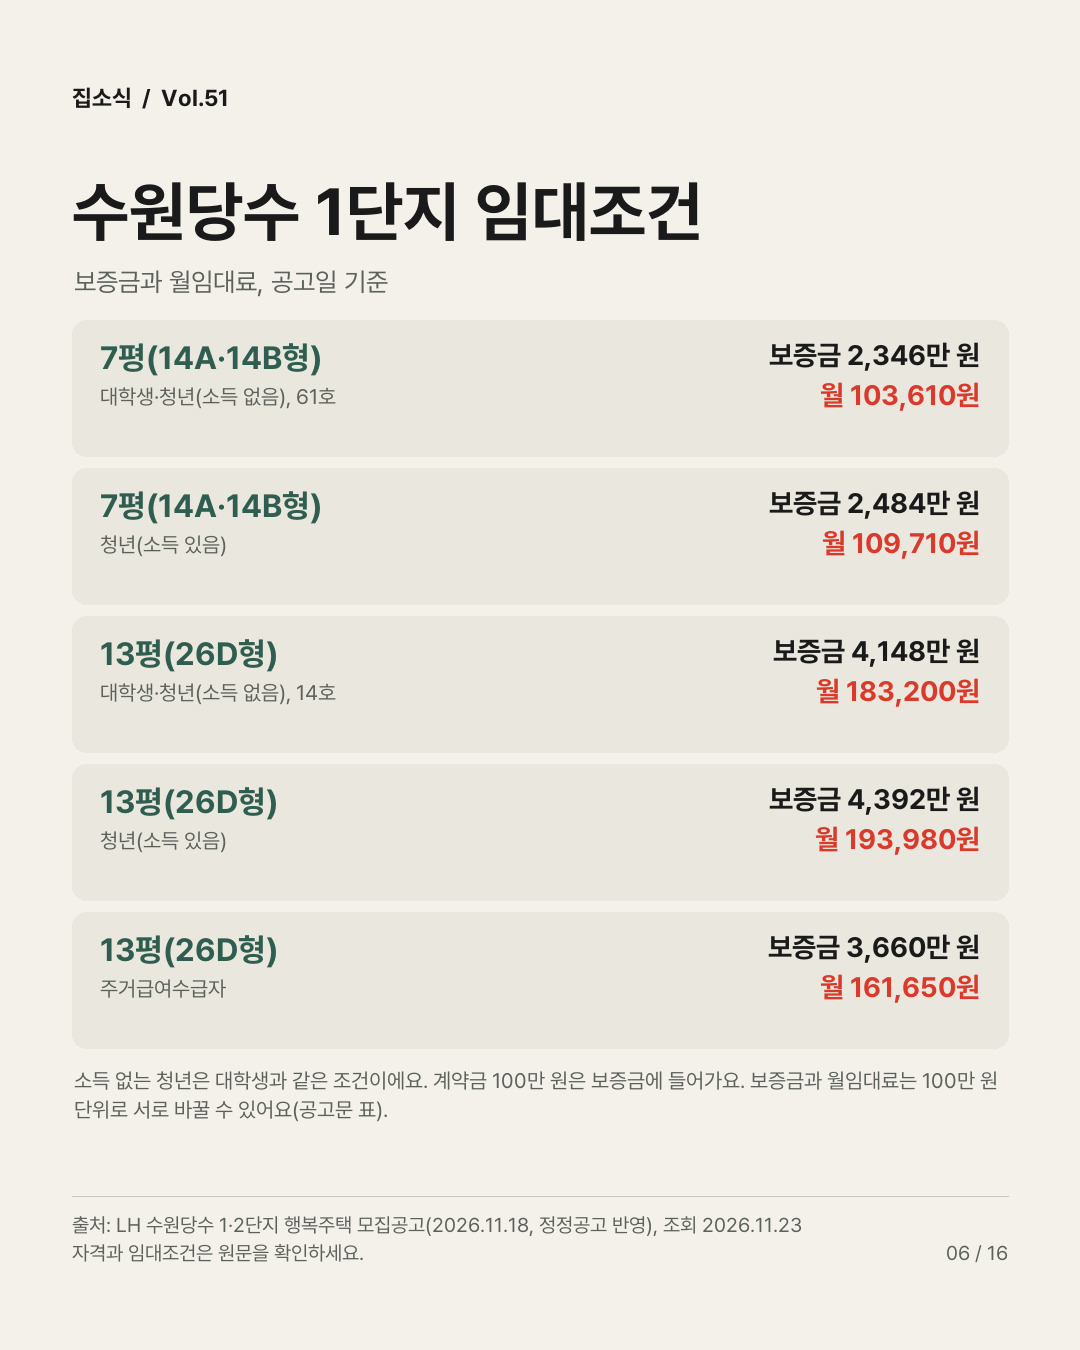 집소식 / Vol.51
수원당수 1단지 임대조건
보증금과 월임대료, 공고일 기준
7평(14A·14B형)
대학생·청년(소득 없음), 61호
보증금 2,346만 원
월 103,610원
7평(14A·14B형)
청년(소득 있음)
보증금 2,484만 원
월 109,710원
13평(26D형)
대학생·청년(소득 없음), 14호
보증금 4,148만 원
월 183,200원
13평(26D형)
청년(소득 있음)
보증금 4,392만 원
월 193,980원
13평(26D형)
주거급여수급자
보증금 3,660만 원
월 161,650원
소득 없는 청년은 대학생과 같은 조건이에요. 계약금 100만 원은 보증금에 들어가요. 보증금과 월임대료는 100만 원
단위로 서로 바꿀 수 있어요(공고문 표).
출처: LH 수원당수 1·2단지 행복주택 모집공고(2026.11.18, 정정공고 반영), 조회 2026.11.23
자격과 임대조건은 원문을 확인하세요.
06 / 16